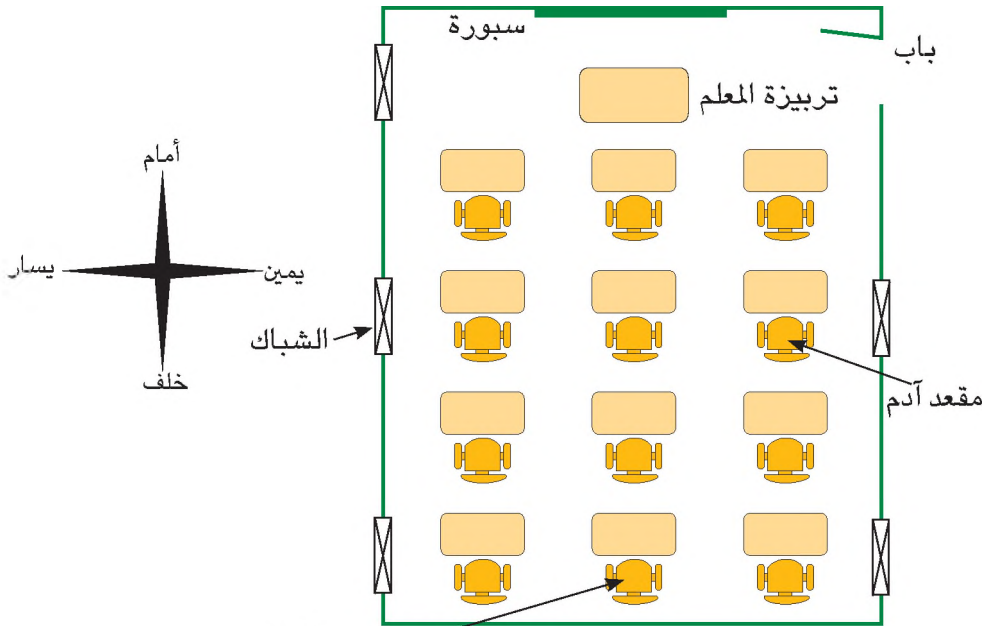 سبورة
باب
تربيزة المعلم
أمام
يمين
يسار
خلف
الشباك
مقعد آدم